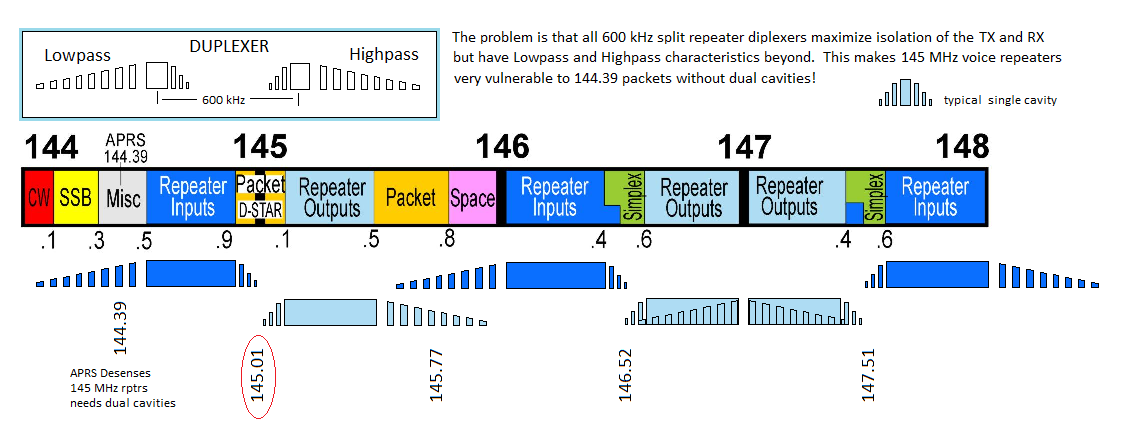 Lowpass
DUPLEXER
Highpass
600 kHz
The problem is that all 600 kHz split repeater diplexers maximize isolation of the TX and RX
but have Lowpass and Highpass characteristics beyond. This makes 145 MHz voice repeaters
very vulnerable to 144.39 packets without dual cavities!
typical single cavity
144
APRS
144.39
145
146
147
148
CW
SSB
Misc
Repeater
Inputs
Packet
D-STAR
Repeater
Outputs
Packet
Space
Repeater
Inputs
Simplex
Repeater
Outputs
Repeater
Outputs
Simplex
Repeater
Inputs
.1
.3
.5
.9
.1
.5
.8
.4
.6
.4
.6
144.39
145.01
145.77
146.52
147.51
APRS Desenses
145 MHz rptrs
needs dual cavities